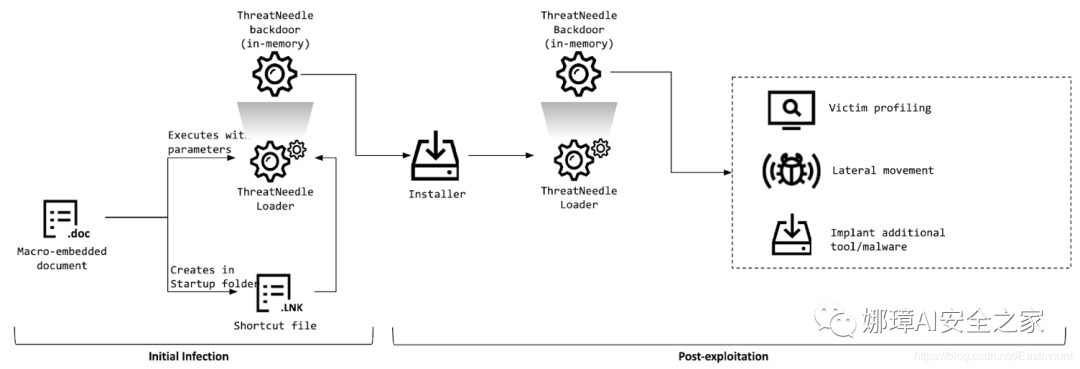 ThreatNeedle
backdoor
(in-memory)
Executes with
parameters
ThreatNeedle
Loader
.doc
Macro-embedded
document
Creates in
Startup folder
.LNK
Shortcut file
Initial Infection
Installer
ThreatNeedle
Backdoor
(in-memory)
ThreatNeedle
Loader
Victim profiling
Lateral movement
Implant additional
tool/malware
Post-exploitation
娜璋AI安全之家
https://blog.csdn.net/Eastmount